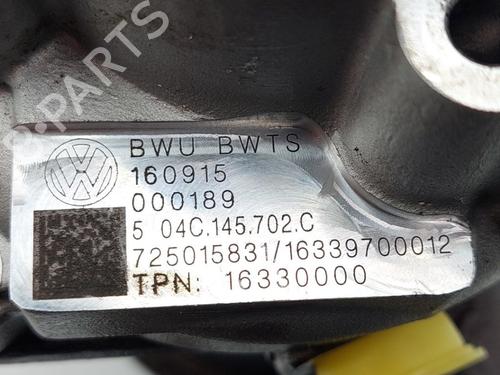 B-PARTS
BWU BWTS
160915
000189
5 04C.145.702.C
725015831/16339700012
TPN: 16330000